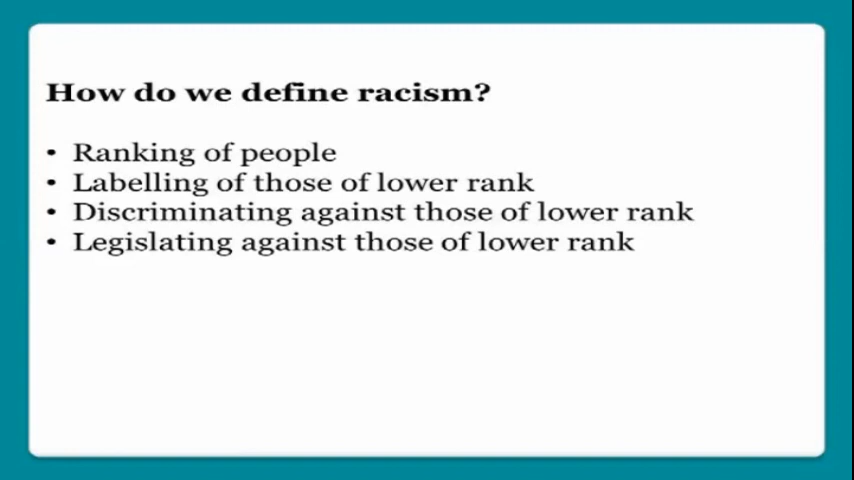 How do we define racism?
• Ranking of people
• Labelling of those of lower rank
• Discriminating against those of lower rank
• Legislating against those of lower rank